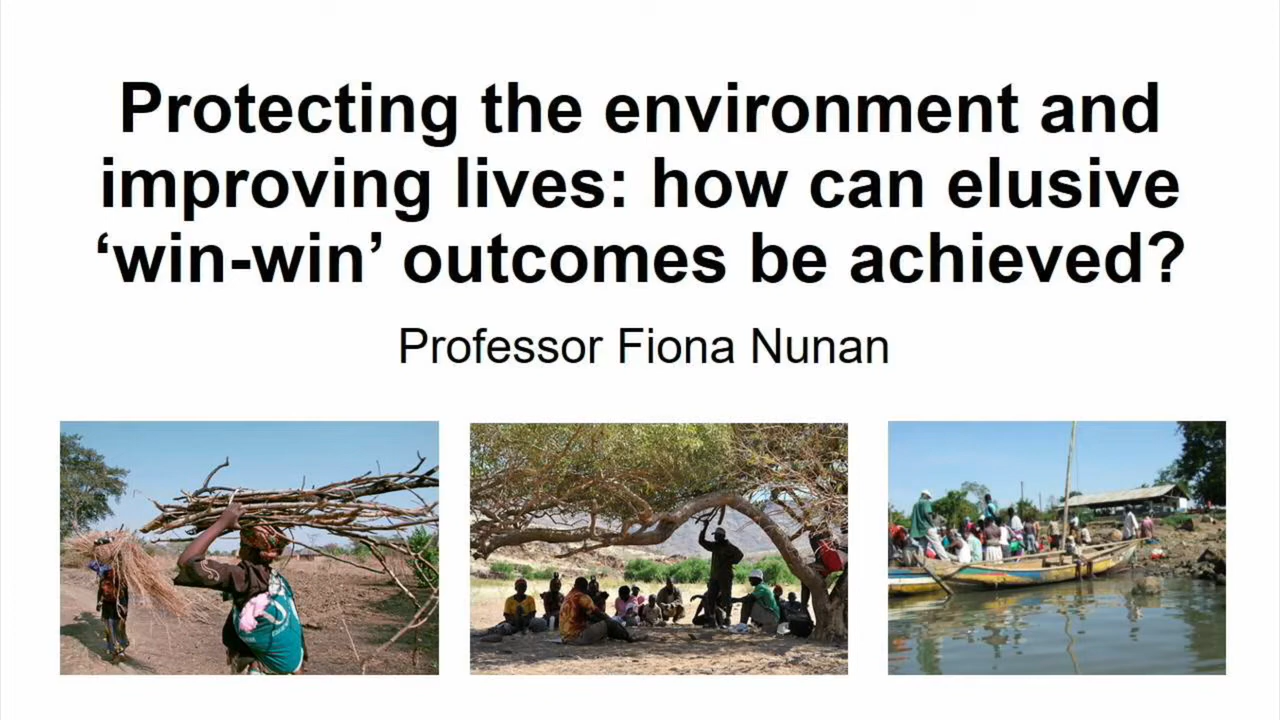 Protecting the environment and
improving lives: how can elusive
‘win-win’ outcomes be achieved?
Professor Fiona Nunan